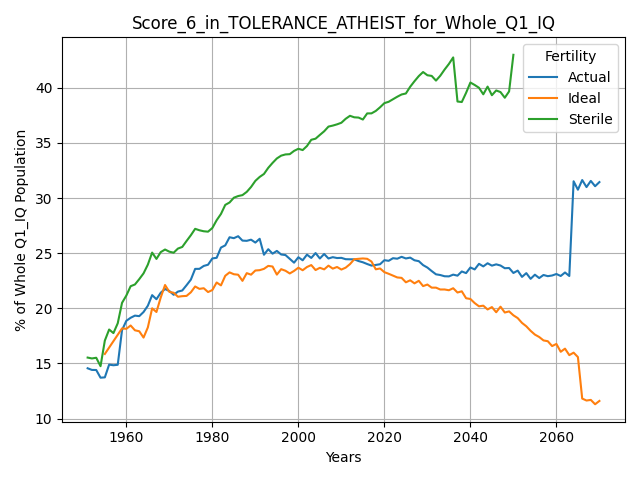 Score_6_in_TOLERANCE_ATHEIST_for_Whole_Q1_IQ
Fertility
Actual
Ideal
Sterile
% of Whole Q1_IQ Population
40
35
30
25
20
15
10
1960 1980 2000 2020 2040 2060
Years